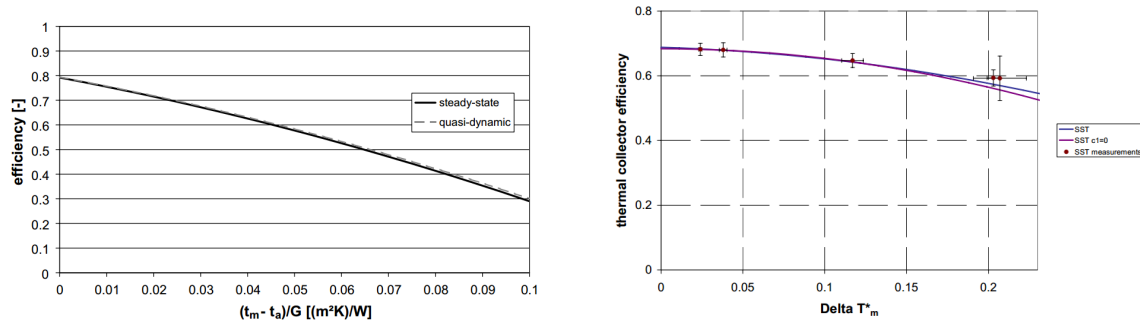 1
0.9
0.8
0.7
0.6
0.5
0.4
0.3
0.2
0.1
0
efficiency [-]
steady-state
quasi-dynamic
0 0.01 0.02 0.03 0.04 0.05 0.06 0.07 0.08 0.09 0.1
(tm - ta)/G [(m²K)/W]
0.8
0.6
0.4
0.2
0
thermal collector efficiency
0 0.05 0.1 0.15 0.2
Delta T*m
SST
SST c1=0
SST measurements